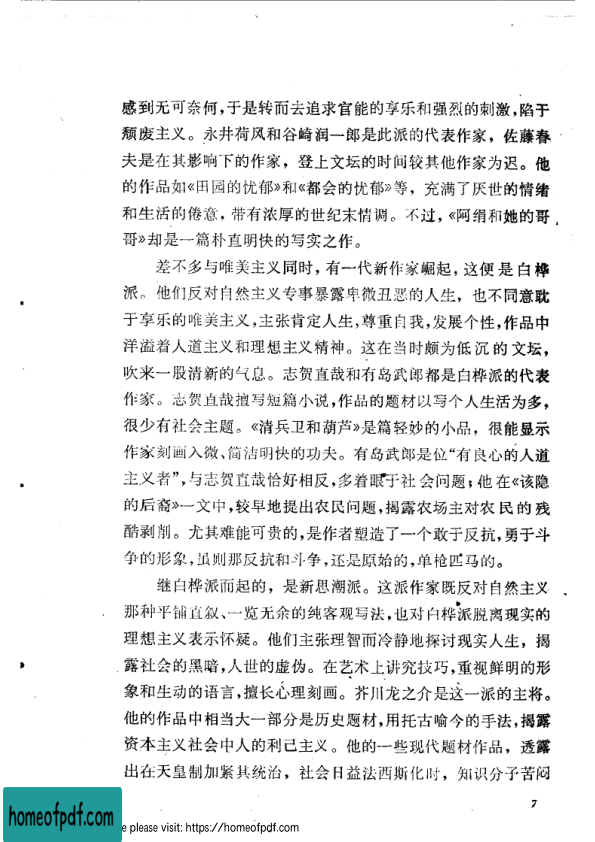 感到无可奈何，于是转而去追求官能的享乐和强烈的刺激，陷于
颓废主义。永井荷风和谷崎润一郎是此派的代表作家，佐藤春
夫是在其影响下的作家，登上文坛的时间较其他作家为迟。他
的作品如《田园的忧郁》和《都会的忧郁》等，充满了厌世的情绪
和生活的倦意，带有浓厚的世纪末情调。不过，《阿绢和她的哥
哥》却是一篇朴直明快的写实之作。
差不多与唯美主义同时，有一代新作家崛起，这便是白桦
派。他们反对自然主义专事暴露卑微丑恶的人生，也不同意耽
于享乐的唯美主义，主张肯定人生，尊重自我，发展个性，作品中
洋溢着人道主义和理想主义精神。这在当时颇为低沉的文坛，
吹来一股清新的气息。志贺直哉和有岛武郎都是白桦派的代表
作家。志贺直哉擅写短篇小说，作品的题材以写个人生活为多，
很少有社会主题。《清兵卫和葫芦》是篇轻妙的小品，很能显示
作家刻画入微、简洁明快的功夫。有岛武郎是位“有良心的人道
主义者”，与志贺直哉恰好相反，多着眼于社会问题；他在《该隐
的后裔》一文中，较早地提出农民问题，揭露农场主对农民的残
酷剥削。尤其难能可贵的，是作者塑造了一个敢于反抗，勇于斗
争的形象，虽则那反抗和斗争，还是原始的，单枪匹马的。
继白桦派而起的，是新思潮派。这派作家既反对自然主义
那种平铺直叙、一览无余的纯客观写法，也对白桦派脱离现实的
理想主义表示怀疑。他们主张理智而冷静地探讨现实人生，揭
露社会的黑暗，人世的虚伪。在艺术上讲究技巧，重视鲜明的形
象和生动的语言，擅长心理刻画。芥川龙之介是这一派的主将。
他的作品中相当大一部分是历史题材，用托古喻今的手法，揭露
资本主义社会中人的利己主义。他的一些现代题材作品，透露
出在天皇制加紧其统治，社会日益法西斯化时，知识分子苦闷
7
homeofpdf.com
e please visit: https://homeofpdf.com